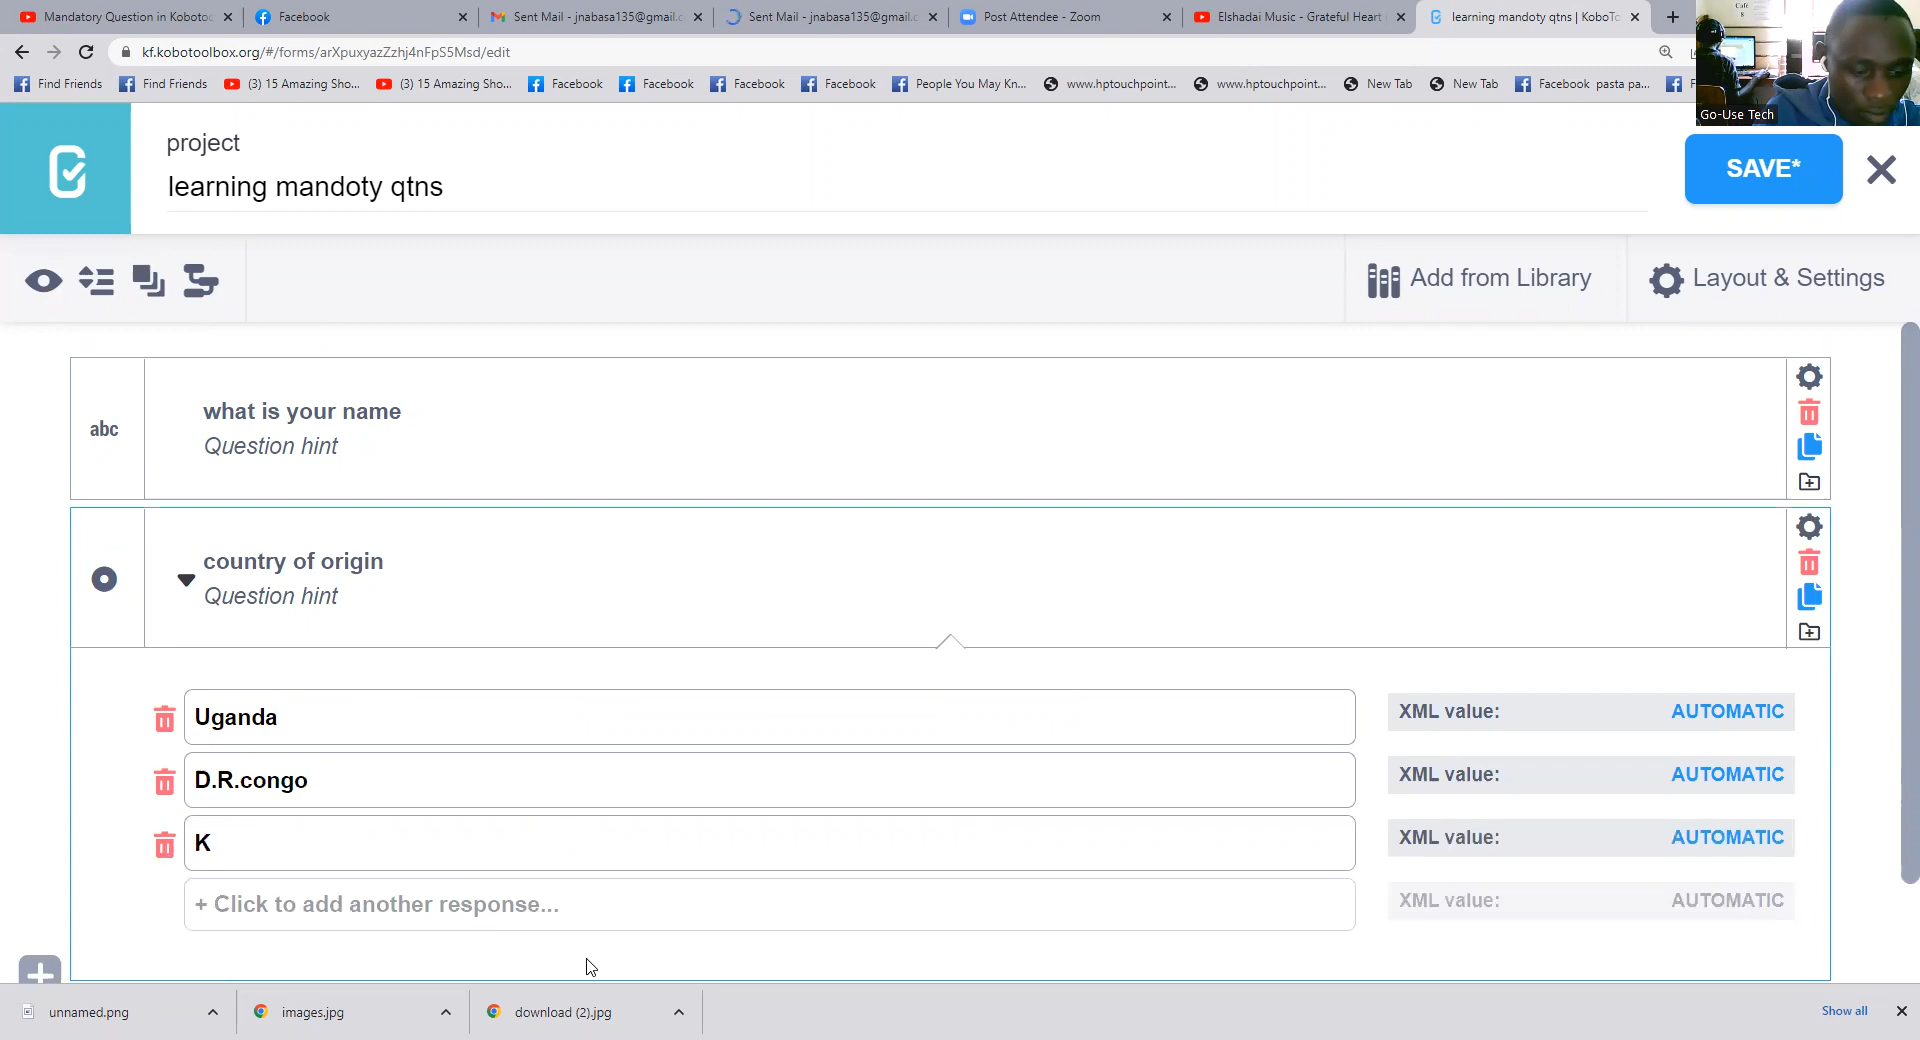 Mandatory Question in Kobotoo
Facebook
Sent Mail - jnabasa135@gmail.c
Sent Mail - jnabasa135@gmail.c
Post Attendee - Zoom
Elshadai Music - Grateful Heart
learning mandoty qtns | KoboTo
kf.kobotoolbox.org/#/forms/arXpuxyazZzhj4nFpS5Msd/edit
Find Friends
Find Friends
(3) 15 Amazing Sho...
(3) 15 Amazing Sho...
Facebook
Facebook
Facebook
Facebook
People You May Kn...
www.hptouchpoint...
www.hptouchpoint...
New Tab
New Tab
Facebook pasta pa...
Go-Use Tech
project
learning mandoty qtns
SAVE*
Add from Library
Layout & Settings
abc
what is your name
Question hint
country of origin
Question hint
Uganda
XML value: AUTOMATIC
D.R.congo
XML value: AUTOMATIC
K
XML value: AUTOMATIC
+ Click to add another response...
XML value: AUTOMATIC
unnamed.png
images.jpg
download (2).jpg
Show all